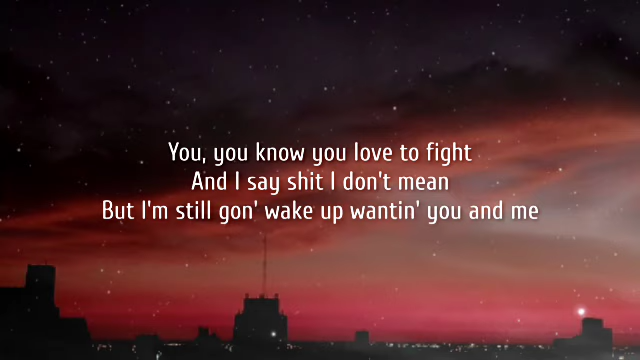 You, you know you love to fight
And I say shit I don't mean
But I'm still gon' wake up wantin' you and me